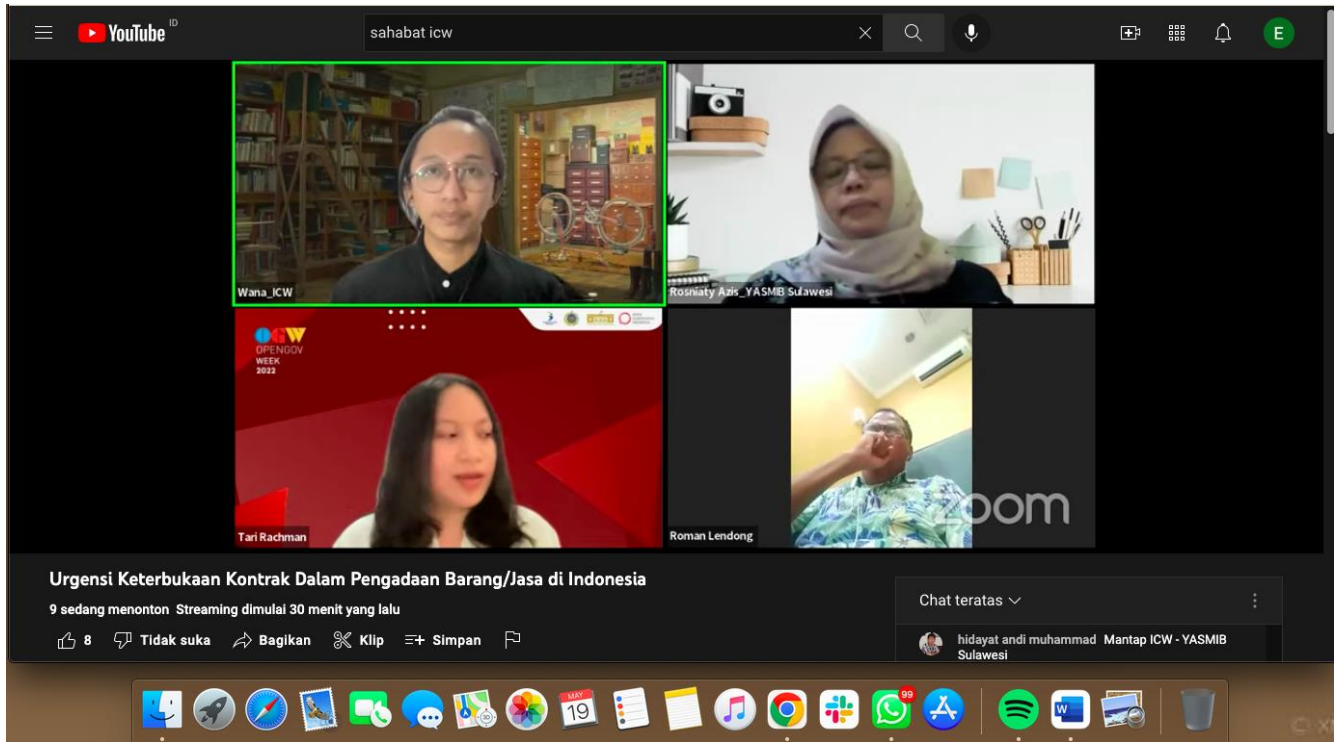 YouTube ID
sahabat icw
E
Wana_ICW
Rosniaty Azis_YASMIB Sulawesi
OGW
OPENGOV
WEEK
2022
Tari Rachman
Roman Lendong
zoom
Urgensi Keterbukaan Kontrak Dalam Pengadaan Barang/Jasa di Indonesia
9 sedang menonton Streaming dimulai 30 menit yang lalu
8 Tidak suka Bagikan Klip Simpan
Chat teratas
hidayat andi muhammad Mantap ICW - YASMIB
Sulawesi
MAY
19
99
W